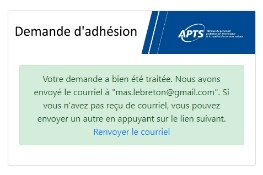 Demande d'adhésion
APTS
Votre demande a bien été traitée. Nous avons
envoyé le courriel à "mas.lebreton@gmail.com". Si
vous n'avez pas reçu de courriel, vous pouvez
envoyer un autre en appuyant sur le lien suivant.
Renvoyer le courriel